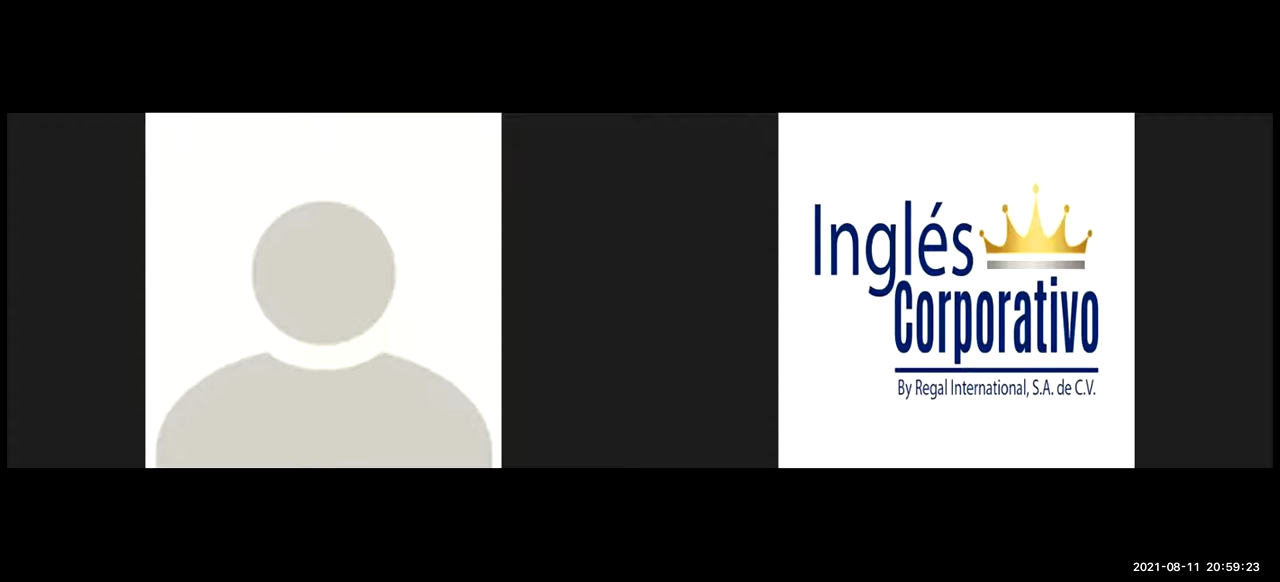 Inglés
Corporativo
By Regal International, S.A. de C.V.
2021-08-11 20:59:23